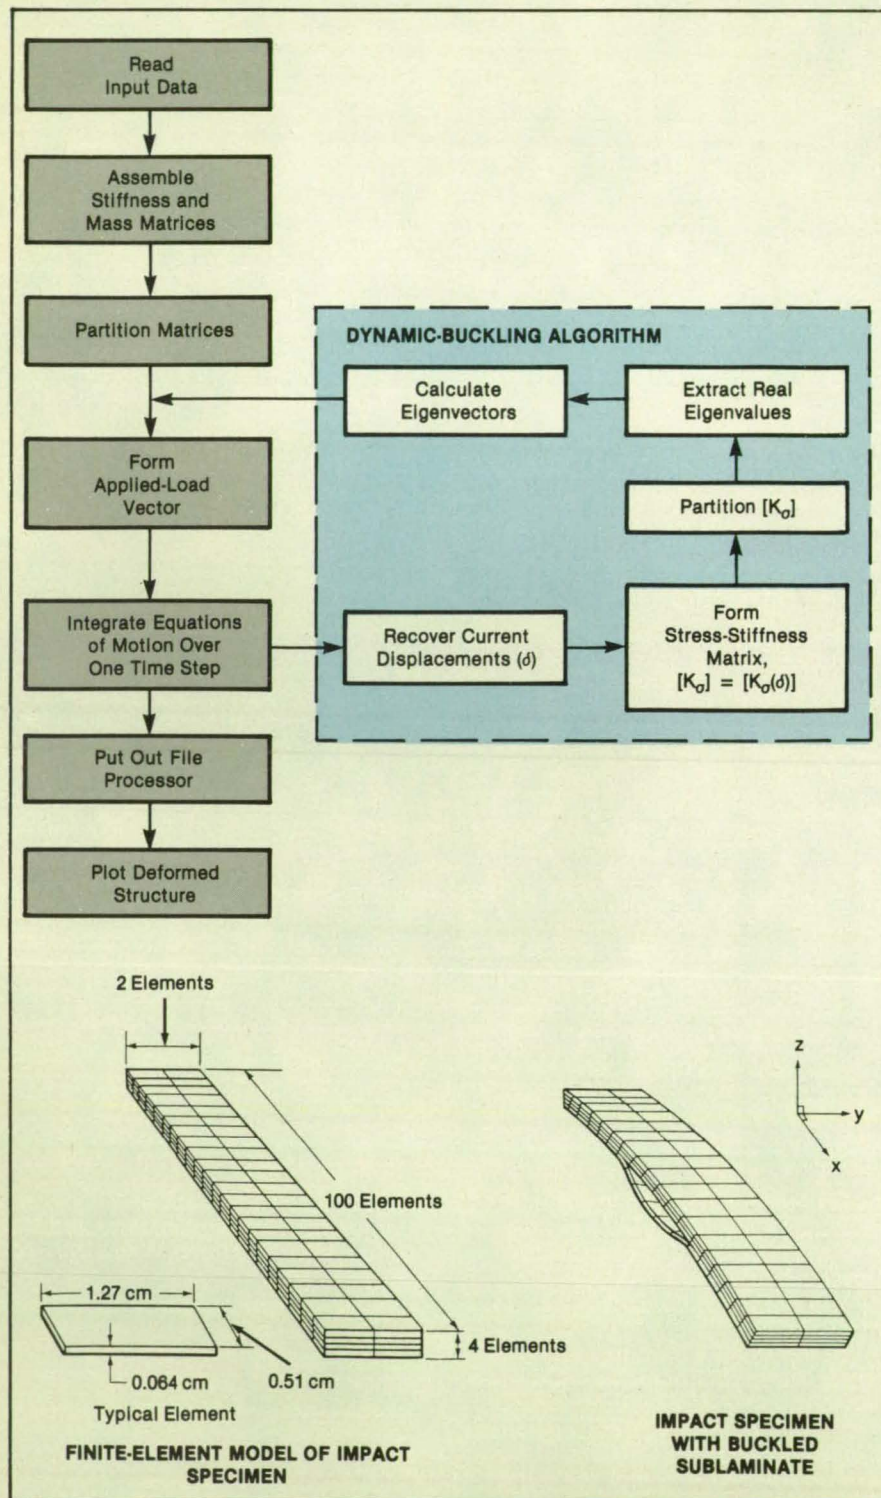 Read
Input Data
Assemble
Stiffness and
Mass Matrices
Partition Matrices
Form
Applied-Load
Vector
Integrate Equations
of Motion Over
One Time Step
Put Out File
Processor
Plot Deformed
Structure
DYNAMIC-BUCKLING ALGORITHM
Calculate
Eigenvectors
Extract Real
Eigenvalues
Partition [Kσ]
Recover Current
Displacements (d)
Form
Stress-Stiffness
Matrix,
[Kσ] = [Kσ(d)]
2 Elements
100 Elements
4 Elements
1.27 cm
0.51 cm
0.064 cm
Typical Element
FINITE-ELEMENT MODEL OF IMPACT
SPECIMEN
z
y
x
IMPACT SPECIMEN
WITH BUCKLED
SUBLAMINATE